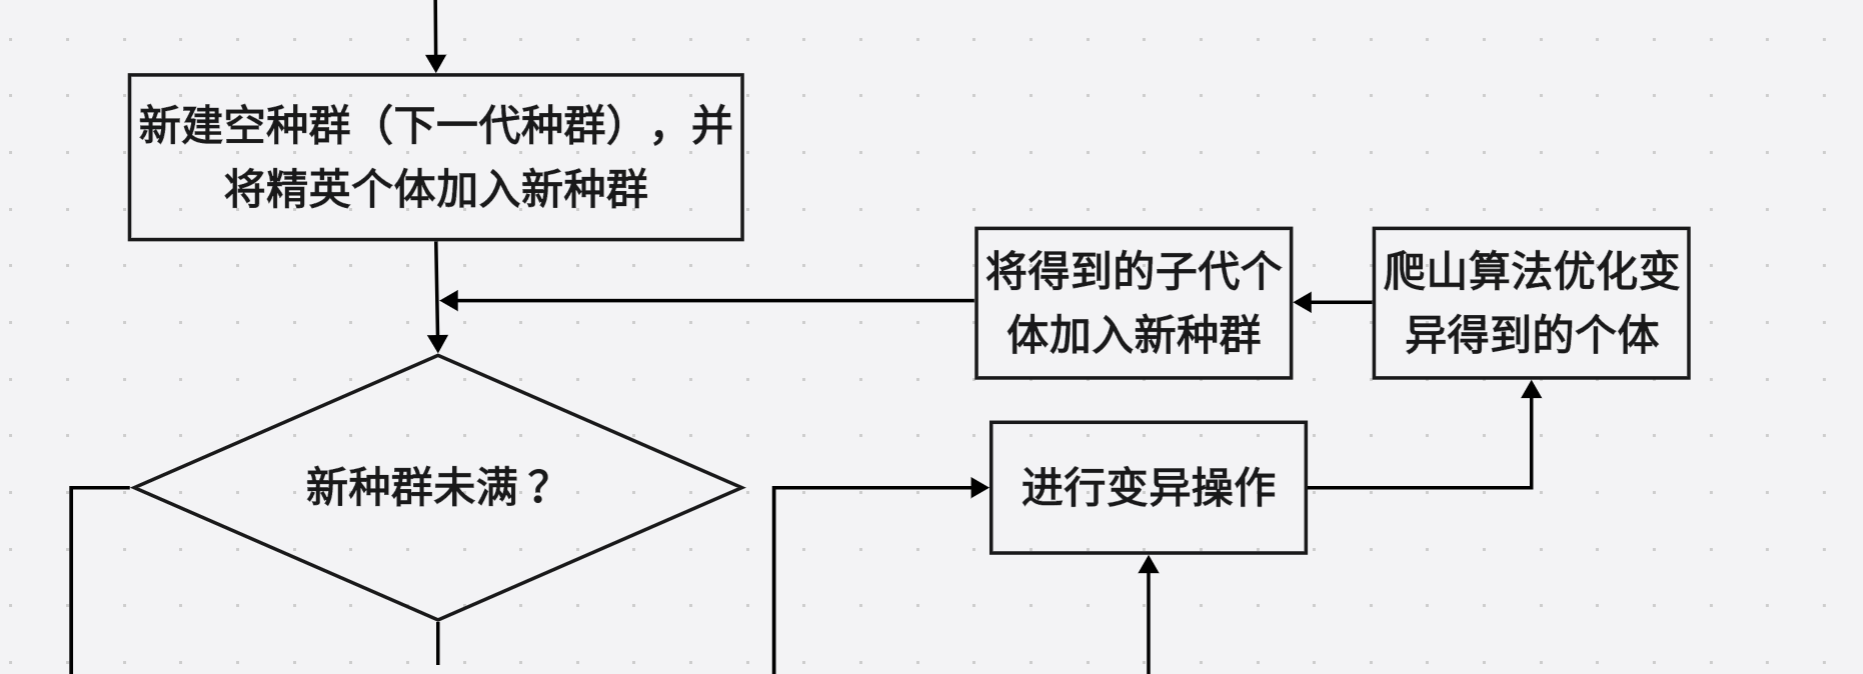 新建空种群（下一代种群），并
将精英个体加入新种群
将得到的子代个
体加入新种群
爬山算法优化变
异得到的个体
新种群未满？
进行变异操作